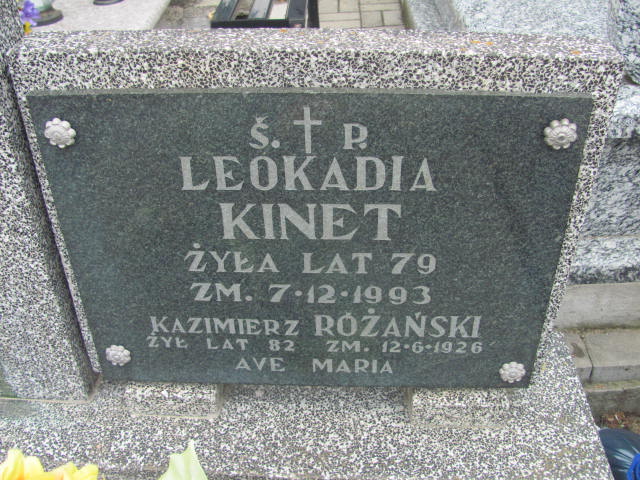 Ś. † P.
LEOKADIA
KINET
ŻYŁA LAT 79
ZM. 7·12·1993
KAZIMIERZ RÓŻAŃSKI
ŻYŁ LAT 82 ZM. 12·6·1926
AVE MARIA